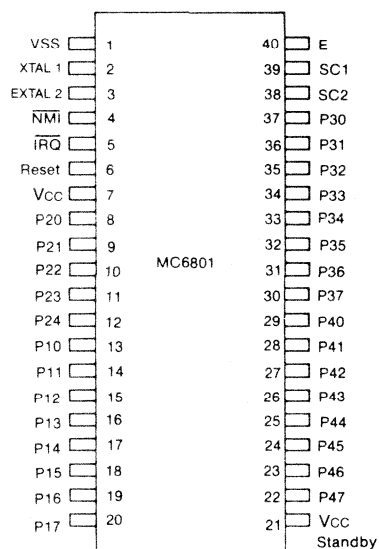 VSS 1 40 E
XTAL 1 2 39 SC1
EXTAL 2 3 38 SC2
NMI 4 37 P30
IRQ 5 36 P31
Reset 6 35 P32
VCC 7 34 P33
P20 8 33 P34
P21 9 32 P35
P22 10 MC6801 31 P36
P23 11 30 P37
P24 12 29 P40
P10 13 28 P41
P11 14 27 P42
P12 15 26 P43
P13 16 25 P44
P14 17 24 P45
P15 18 23 P46
P16 19 22 P47
P17 20 21 VCC
Standby